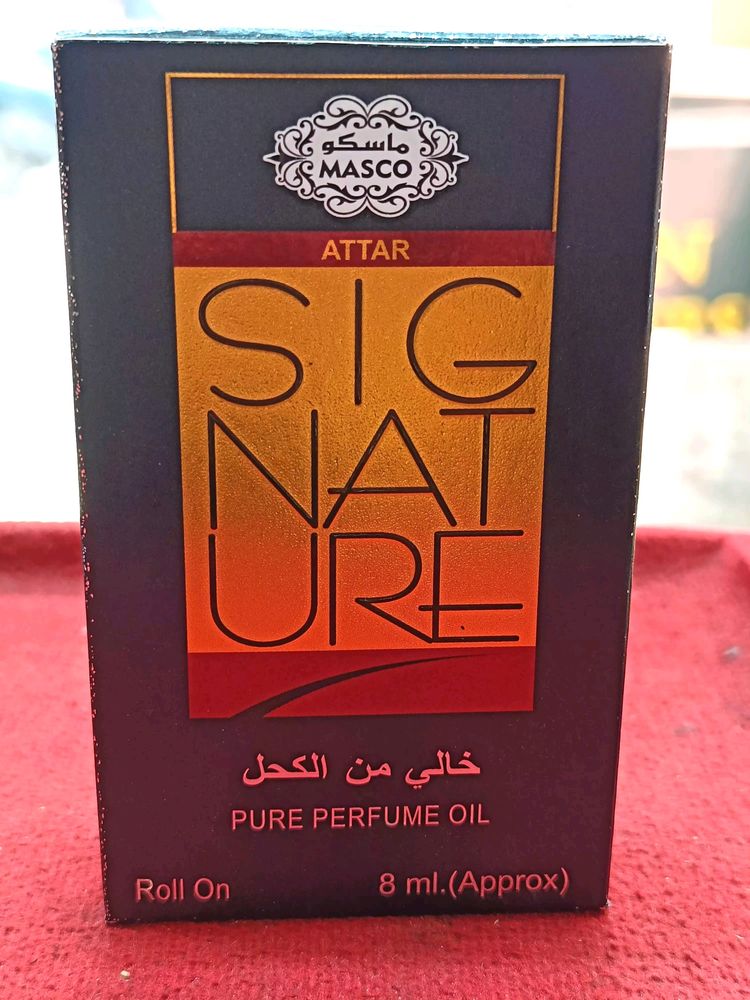 ماسكو
MASCO
ATTAR
SIG
NAT
URE
خالي من الكحل
PURE PERFUME OIL
Roll On 8 ml.(Approx)